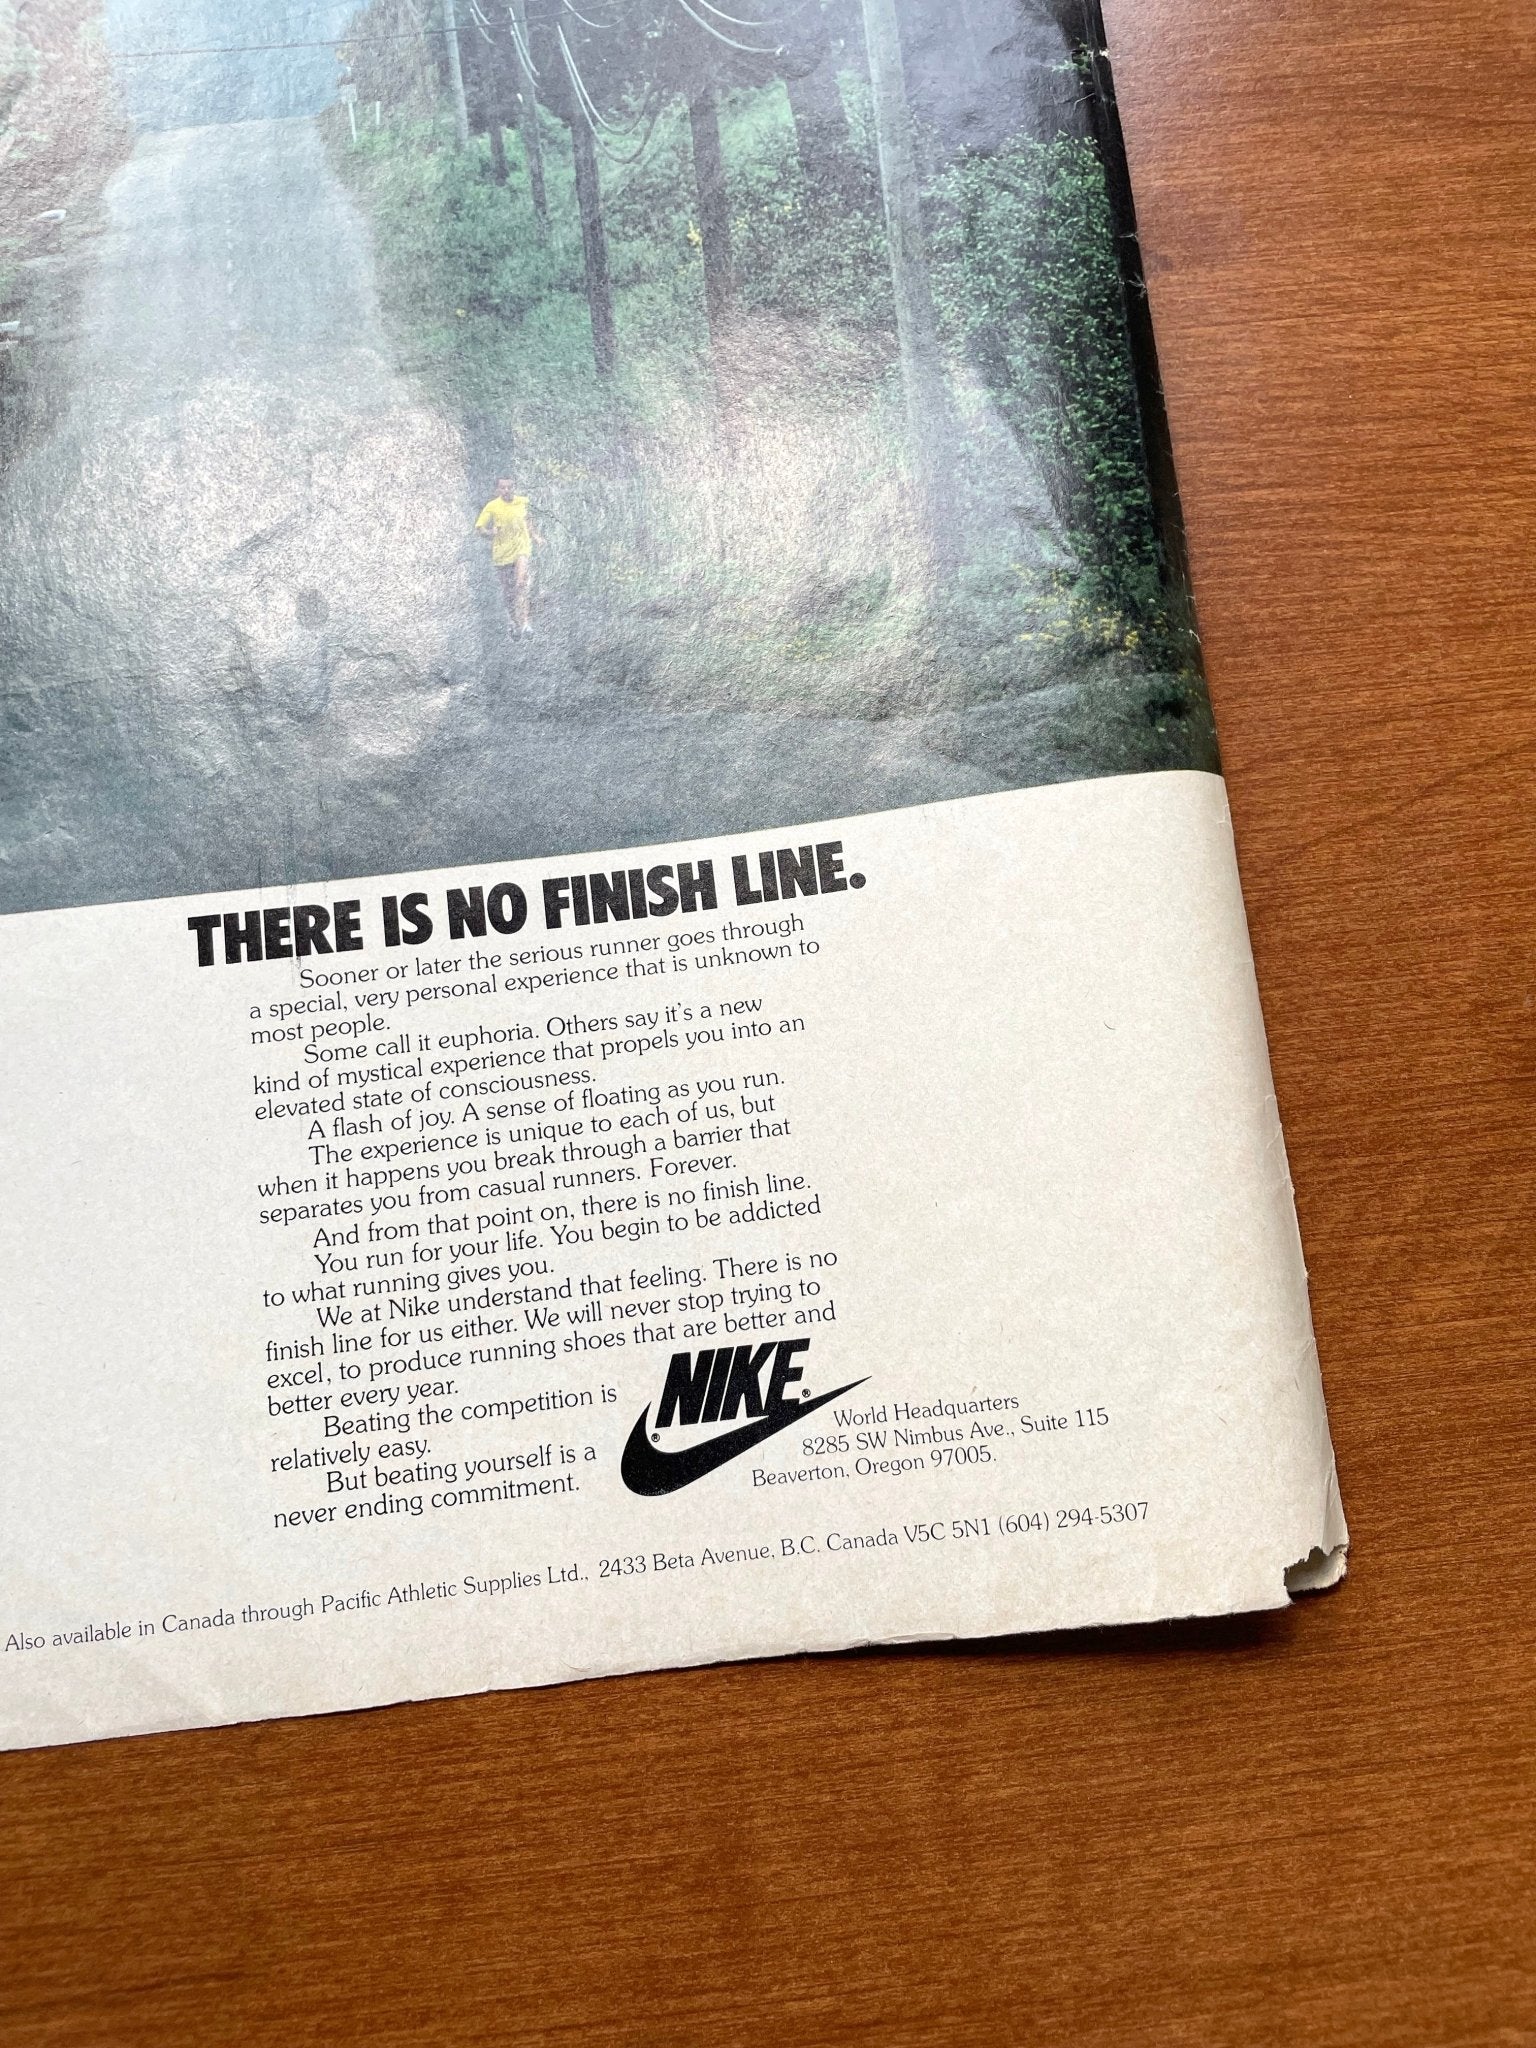 THERE IS NO FINISH LINE.
Sooner or later the serious runner goes through
a special, very personal experience that is unknown to
most people.
Some call it euphoria. Others say it's a new
kind of mystical experience that propels you into an
elevated state of consciousness.
A flash of joy. A sense of floating as you run.
The experience is unique to each of us, but
when it happens you break through a barrier that
separates you from casual runners. Forever.
And from that point on, there is no finish line.
You run for your life. You begin to be addicted
to what running gives you.
We at Nike understand that feeling. There is no
finish line for us either. We will never stop trying to
excel, to produce running shoes that are better and
better every year.
Beating the competition is
relatively easy.
But beating yourself is a
never ending commitment.
NIKE®
®
World Headquarters
8285 SW Nimbus Ave., Suite 115
Beaverton, Oregon 97005.
Also available in Canada through Pacific Athletic Supplies Ltd., 2433 Beta Avenue, B.C. Canada V5C 5N1 (604) 294-5307